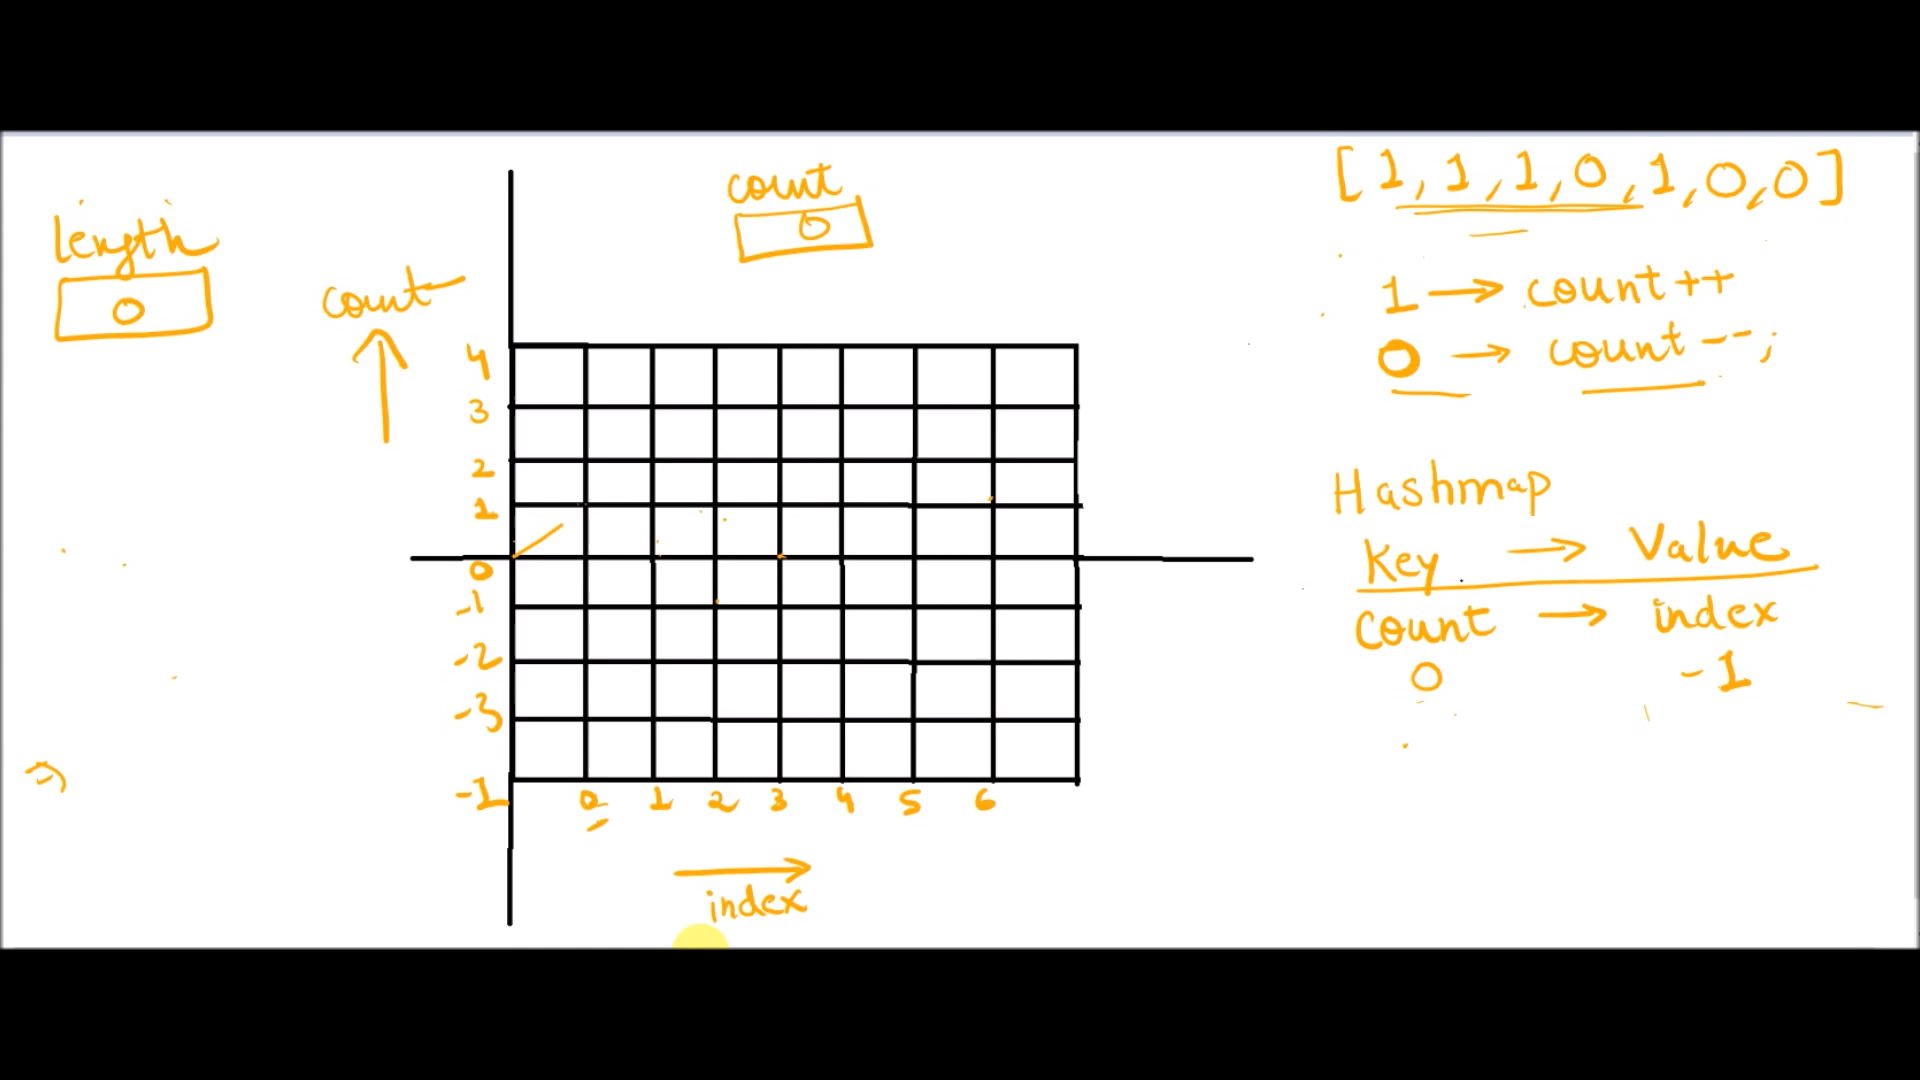 [1,1,1,0,1,0,0]
count
0
length
0
count
1 → count++
0 → count--;
4
3
2
1
0
-1
-2
-3
-1
0 1 2 3 4 5 6
index
Hashmap
Key → Value
count → index
0 -1